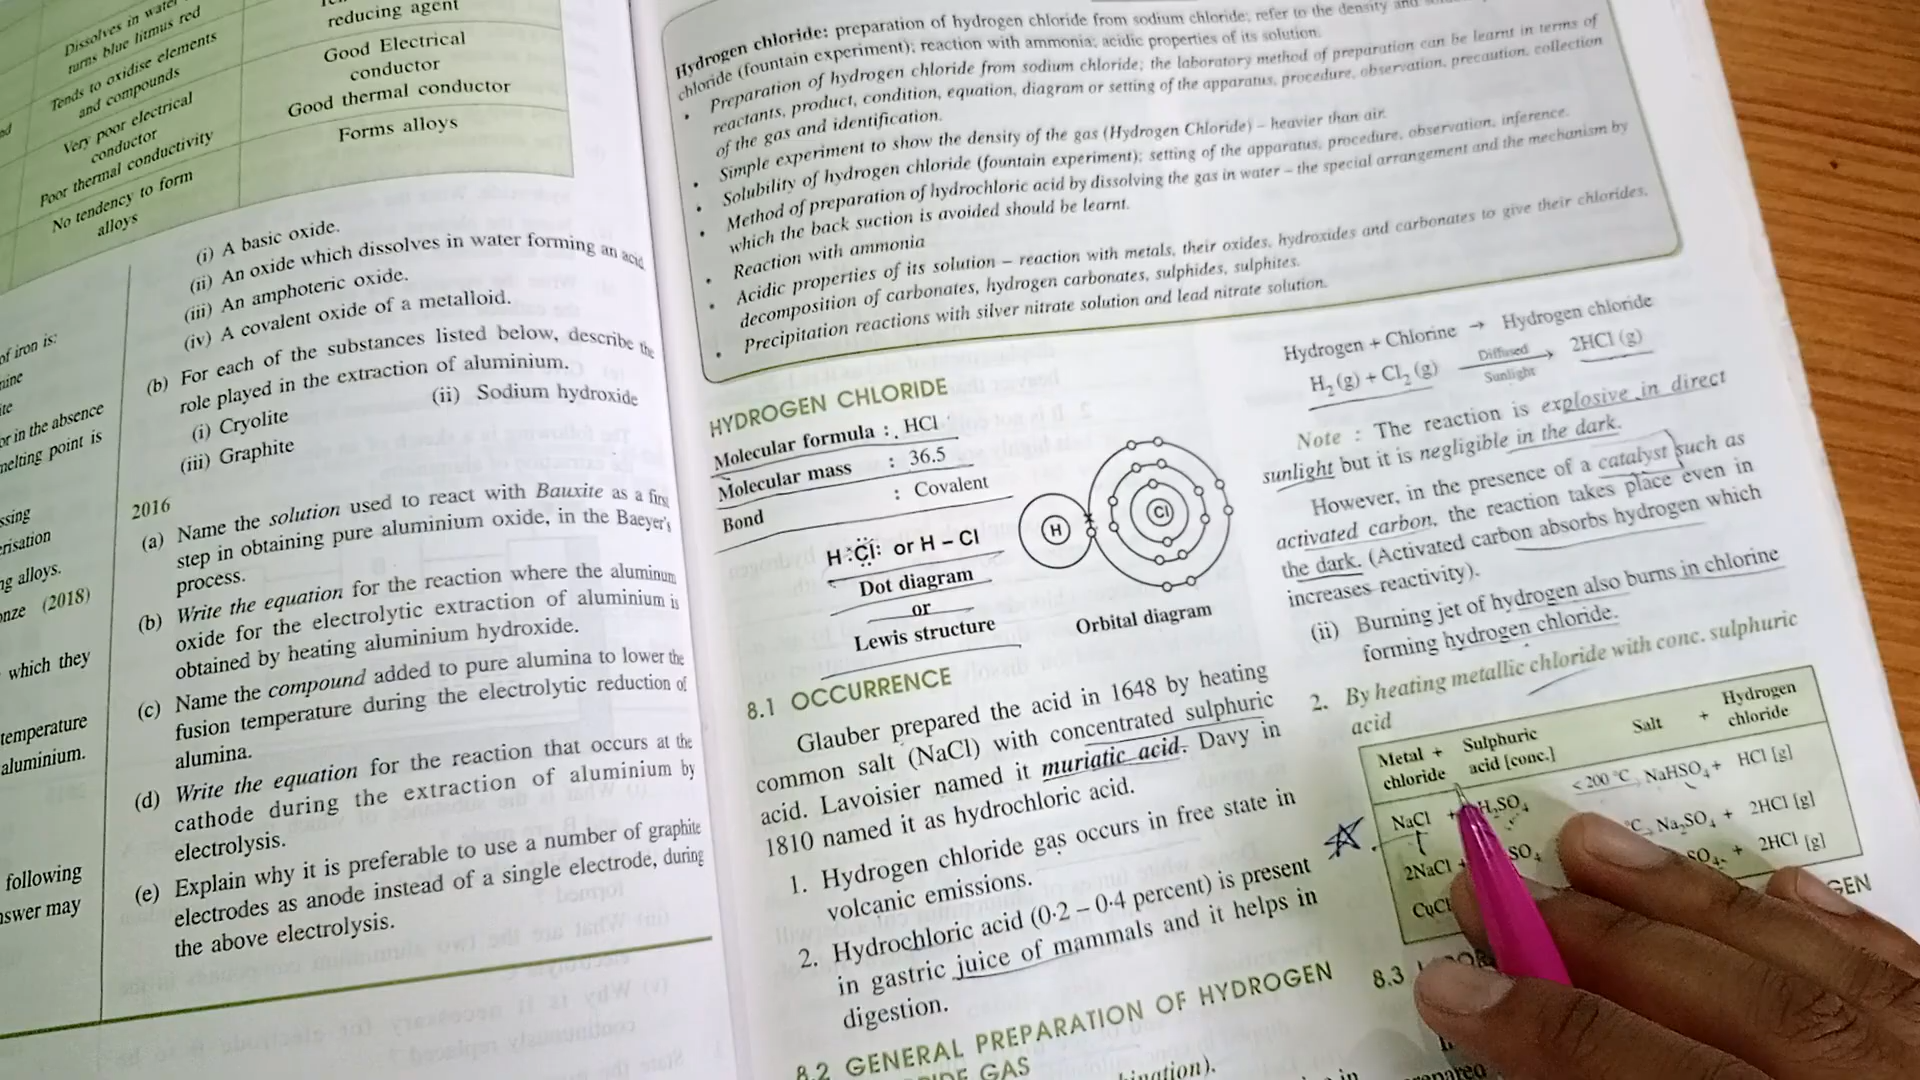 Dissolves in water
turns blue litmus red
Tends to oxidise elements
and compounds
Very poor electrical
conductor
Poor thermal conductivity
No tendency to form
alloys
reducing agent
Good Electrical
conductor
Good thermal conductor
Forms alloys
of iron is:
or in the absence
melting point is
ng alloys.
(2018)
which they
temperature
aluminium.
following
nswer may
(i) A basic oxide.
(ii) An oxide which dissolves in water forming an acid
(iii) An amphoteric oxide.
(iv) A covalent oxide of a metalloid.
(b) For each of the substances listed below, describe the
role played in the extraction of aluminium.
(i) Cryolite (ii) Sodium hydroxide
(iii) Graphite
2016
(a) Name the solution used to react with Bauxite as a first
step in obtaining pure aluminium oxide, in the Baeyer's
process.
(b) Write the equation for the reaction where the aluminum
oxide for the electrolytic extraction of aluminium is
obtained by heating aluminium hydroxide.
(c) Name the compound added to pure alumina to lower the
fusion temperature during the electrolytic reduction of
alumina.
(d) Write the equation for the reaction that occurs at the
cathode during the extraction of aluminium by
electrolysis.
(e) Explain why it is preferable to use a number of graphite
electrodes as anode instead of a single electrode, during
the above electrolysis.
Hydrogen chloride: preparation of hydrogen chloride from sodium chloride; refer to the density and
chloride (fountain experiment); reaction with ammonia; acidic properties of its solution.
• Preparation of hydrogen chloride from sodium chloride; the laboratory method of preparation can be learnt in terms of
reactants, product, condition, equation, diagram or setting of the apparatus, procedure, observation, precaution, collection
of the gas and identification.
• Simple experiment to show the density of the gas (Hydrogen Chloride) – heavier than air.
• Solubility of hydrogen chloride (fountain experiment); setting of the apparatus, procedure, observation, inference.
• Method of preparation of hydrochloric acid by dissolving the gas in water – the special arrangement and the mechanism by
which the back suction is avoided should be learnt.
• Reaction with ammonia
• Acidic properties of its solution – reaction with metals, their oxides, hydroxides and carbonates to give their chlorides,
decomposition of carbonates, hydrogen carbonates, sulphides, sulphites.
• Precipitation reactions with silver nitrate solution and lead nitrate solution.
HYDROGEN CHLORIDE
Molecular formula : HCl
Molecular mass : 36.5
Bond : Covalent
H Cl or H – Cl
Dot diagram
or
Lewis structure
H Cl
Orbital diagram
8.1 OCCURRENCE
Glauber prepared the acid in 1648 by heating
common salt (NaCl) with concentrated sulphuric
acid. Lavoisier named it muriatic acid. Davy in
1810 named it as hydrochloric acid.
1. Hydrogen chloride gas occurs in free state in
volcanic emissions.
2. Hydrochloric acid (0·2 – 0·4 percent) is present
in gastric juice of mammals and it helps in
digestion.
8.2 GENERAL PREPARATION OF HYDROGEN
GAS
Hydrogen + Chlorine → Hydrogen chloride
H₂ (g) + Cl₂ (g) Diffused Sunlight → 2HCl (g)
Note : The reaction is explosive in direct
sunlight but it is negligible in the dark.
However, in the presence of a catalyst such as
activated carbon, the reaction takes place even in
the dark. (Activated carbon absorbs hydrogen which
increases reactivity).
(ii) Burning jet of hydrogen also burns in chlorine
forming hydrogen chloride.
2. By heating metallic chloride with conc. sulphuric
acid
Metal chloride + Sulphuric acid [conc.] Salt + Hydrogen chloride
NaCl + H₂SO₄ < 200 °C → NaHSO₄ + HCl [g]
2NaCl + SO₄ °C → Na₂SO₄ + 2HCl [g]
SO₄ + 2HCl [g]
8.3